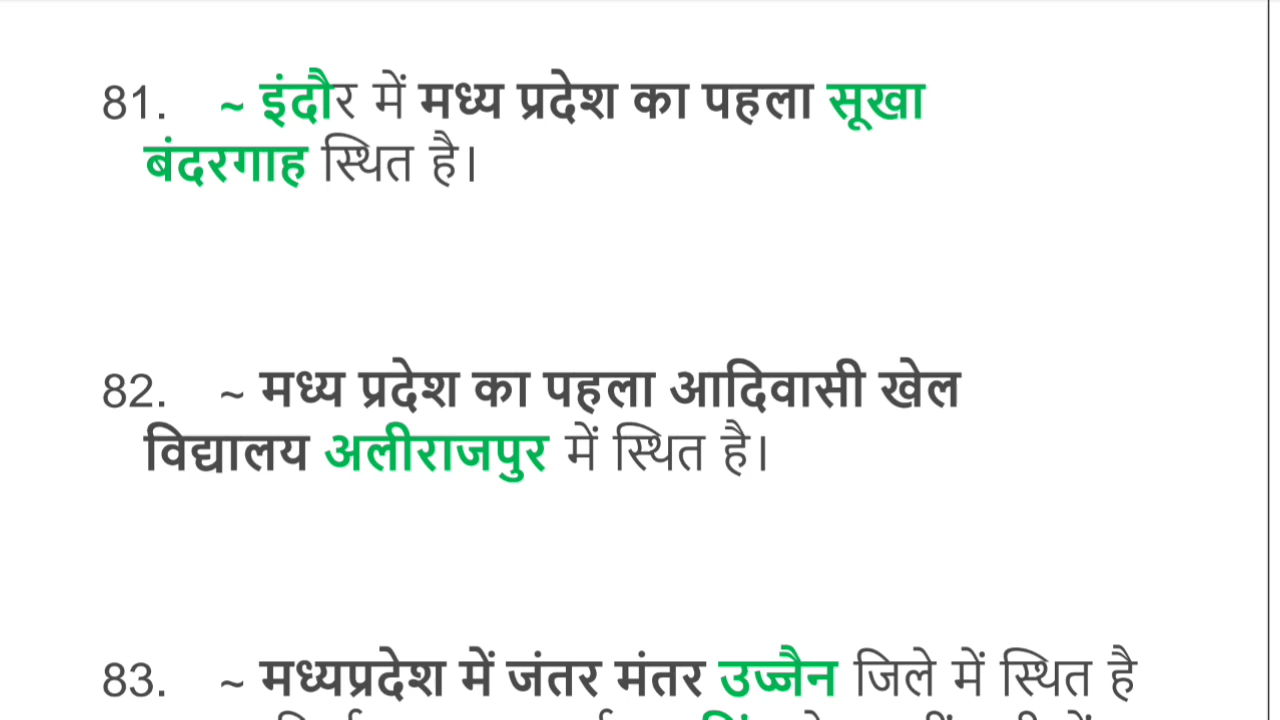 81. ~ इंदौर में मध्य प्रदेश का पहला सूखा
बंदरगाह स्थित है।
82. ~ मध्य प्रदेश का पहला आदिवासी खेल
विद्यालय अलीराजपुर में स्थित है।
83. ~ मध्यप्रदेश में जंतर मंतर उज्जैन जिले में स्थित है